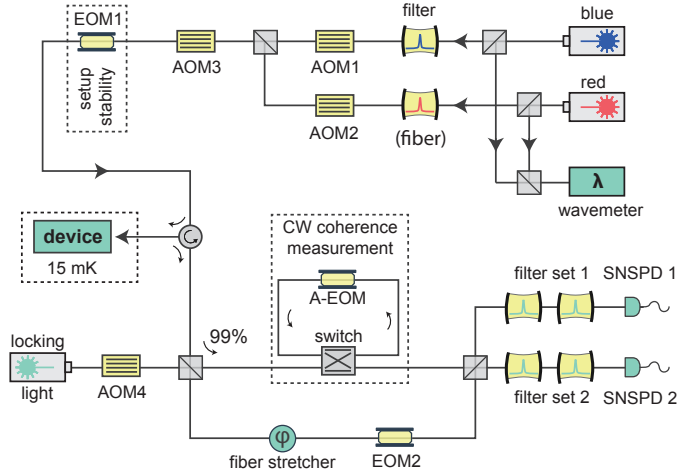 EOM1
filter
blue
AOM3
AOM1
setup
stability
red
AOM2
(fiber)
λ
wavemeter
device
15 mK
CW coherence
measurement
A-EOM
filter set 1
SNSPD 1
locking
99%
switch
light
AOM4
filter set 2
SNSPD 2
φ
fiber stretcher
EOM2